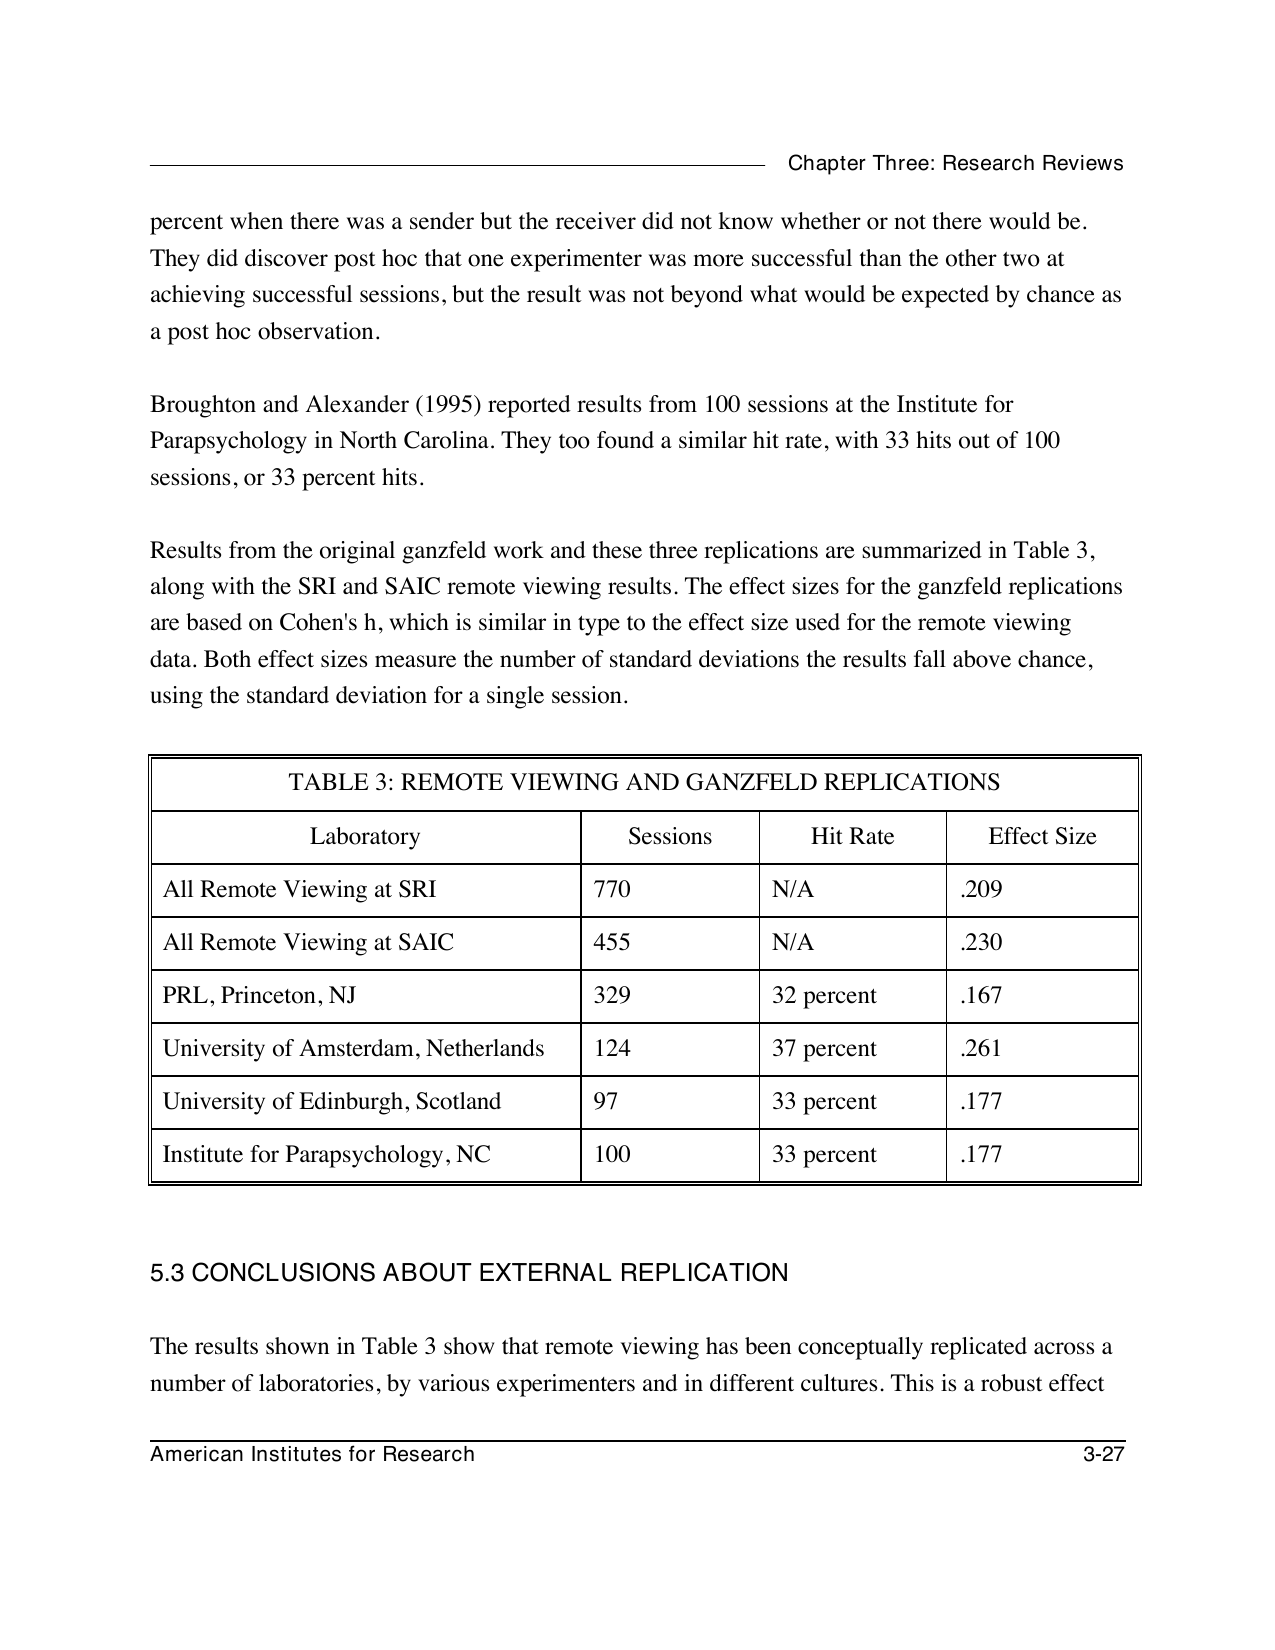 Chapter Three: Research Reviews
percent when there was a sender but the receiver did not know whether or not there would be.
They did discover post hoc that one experimenter was more successful than the other two at
achieving successful sessions, but the result was not beyond what would be expected by chance as
a post hoc observation.
Broughton and Alexander (1995) reported results from 100 sessions at the Institute for
Parapsychology in North Carolina. They too found a similar hit rate, with 33 hits out of 100
sessions, or 33 percent hits.
Results from the original ganzfeld work and these three replications are summarized in Table 3,
along with the SRI and SAIC remote viewing results. The effect sizes for the ganzfeld replications
are based on Cohen's h, which is similar in type to the effect size used for the remote viewing
data. Both effect sizes measure the number of standard deviations the results fall above chance,
using the standard deviation for a single session.
TABLE 3: REMOTE VIEWING AND GANZFELD REPLICATIONS
Laboratory Sessions Hit Rate Effect Size
All Remote Viewing at SRI 770 N/A .209
All Remote Viewing at SAIC 455 N/A .230
PRL, Princeton, NJ 329 32 percent .167
University of Amsterdam, Netherlands 124 37 percent .261
University of Edinburgh, Scotland 97 33 percent .177
Institute for Parapsychology, NC 100 33 percent .177
5.3 CONCLUSIONS ABOUT EXTERNAL REPLICATION
The results shown in Table 3 show that remote viewing has been conceptually replicated across a
number of laboratories, by various experimenters and in different cultures. This is a robust effect
American Institutes for Research 3-27